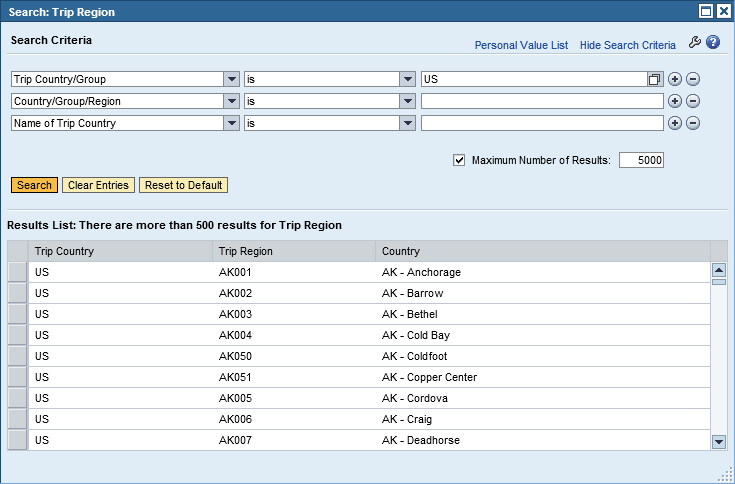 Search: Trip Region
Search Criteria
Personal Value List Hide Search Criteria ?
Trip Country/Group is US
Country/Group/Region is
Name of Trip Country is
Maximum Number of Results: 5000
Search Clear Entries Reset to Default
Results List: There are more than 500 results for Trip Region
Trip Country Trip Region Country
US AK001 AK - Anchorage
US AK002 AK - Barrow
US AK003 AK - Bethel
US AK004 AK - Cold Bay
US AK050 AK - Coldfoot
US AK051 AK - Copper Center
US AK005 AK - Cordova
US AK006 AK - Craig
US AK007 AK - Deadhorse